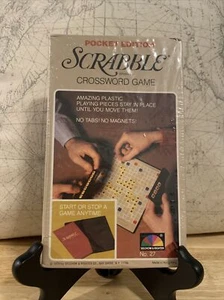 POCKET EDITION
SCRABBLE
BRAND
CROSSWORD GAME
AMAZING PLASTIC
PLAYING PIECES STAY IN PLACE
UNTIL YOU MOVE THEM!
NO TABS! NO MAGNETS!
START OR STOP A
GAME, ANYTIME.
SELCHOW & RIGHTER
No. 27